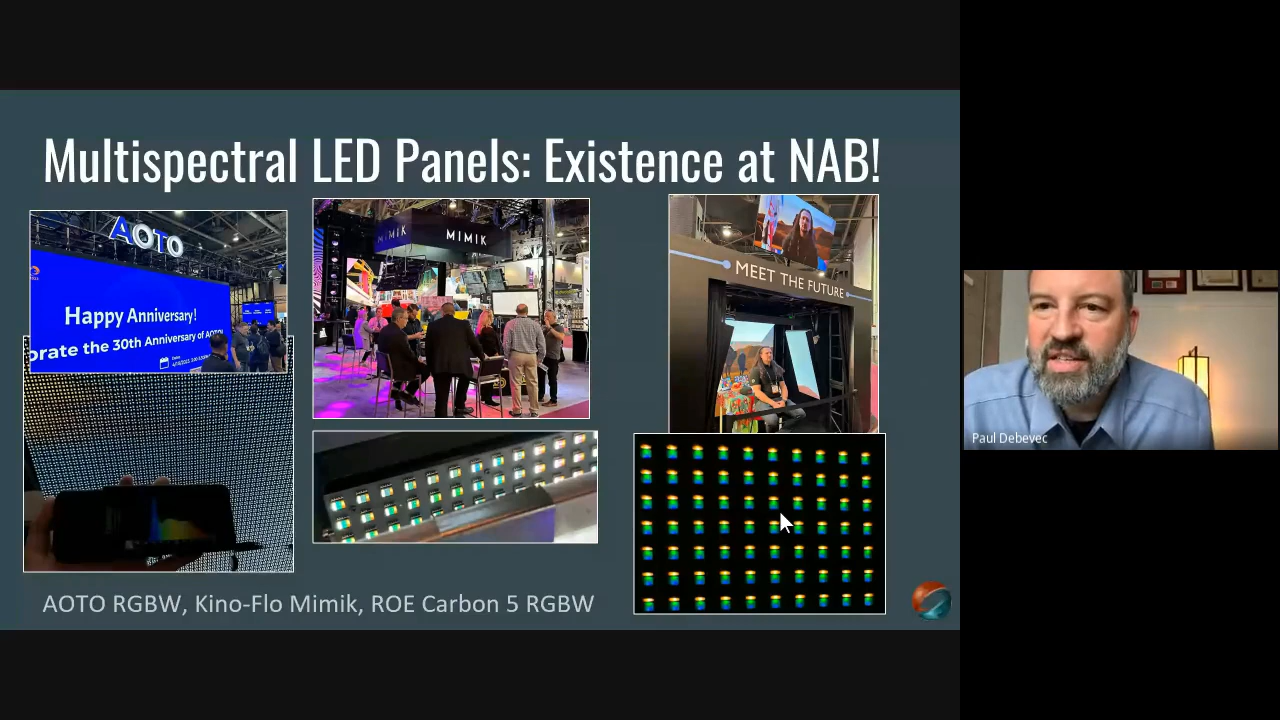 Multispectral LED Panels: Existence at NAB!
AOTO
Happy Anniversary!
orate the 30th Anniversary of AOTO!
MIMIK
MIMIK
MEET THE FUTURE
AOTO RGBW, Kino-Flo Mimik, ROE Carbon 5 RGBW
Paul Debevec